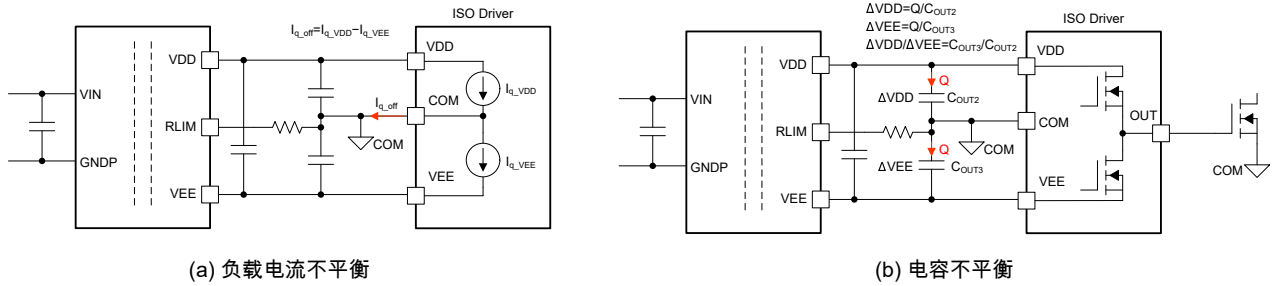 ISO Driver
I_q_off=I_q_VDD−I_q_VEE
VDD
VDD
I_q_VDD
VIN
COM
I_q_off
RLIM
COM
I_q_VEE
GNDP
VEE
VEE
(a) 负载电流不平衡
ΔVDD=Q/C_OUT2
ΔVEE=Q/C_OUT3
ΔVDD/ΔVEE=C_OUT3/C_OUT2
ISO Driver
VDD
VDD
Q
VIN
ΔVDD
C_OUT2
COM
OUT
RLIM
COM
Q
GNDP
ΔVEE
C_OUT3
VEE
COM
VEE
(b) 电容不平衡